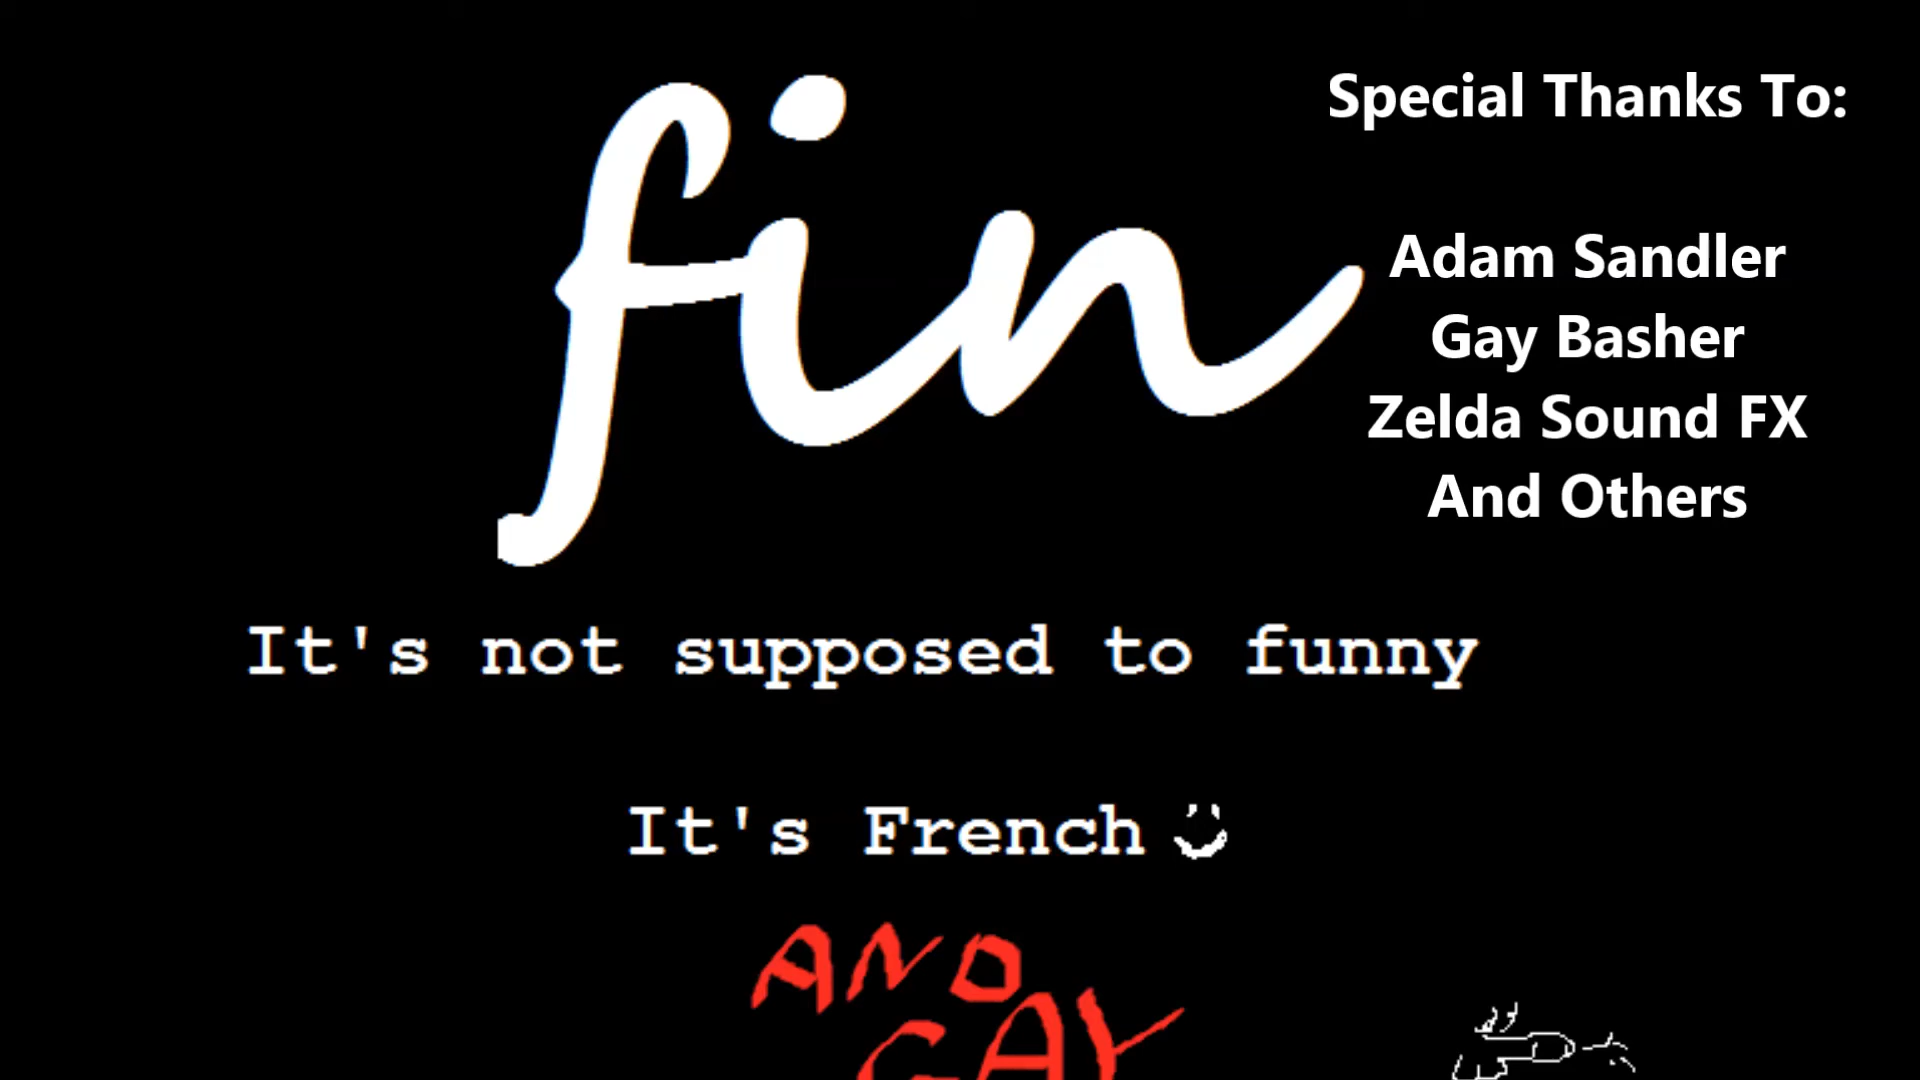 fin
Special Thanks To:
Adam Sandler
Gay Basher
Zelda Sound FX
And Others
It's not supposed to funny
It's French
AND
GAY